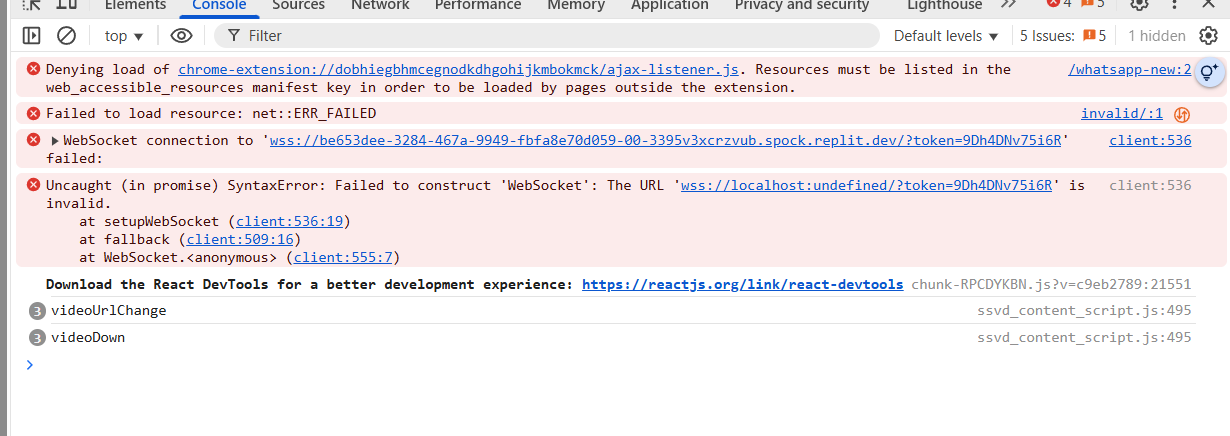 Elements Console Sources Network Performance Memory Application Privacy and security Lighthouse 4 5
top Filter Default levels 5 Issues: 5 1 hidden
Denying load of chrome-extension://dobhiegbhmcegnodkdhgohijkmbokmck/ajax-listener.js. Resources must be listed in the /whatsapp-new:2
web_accessible_resources manifest key in order to be loaded by pages outside the extension.
Failed to load resource: net::ERR_FAILED invalid/:1
WebSocket connection to 'wss://be653dee-3284-467a-9949-fbfa8e70d059-00-3395v3xcrzvub.spock.replit.dev/?token=9Dh4DNv75i6R' client:536
failed:
Uncaught (in promise) SyntaxError: Failed to construct 'WebSocket': The URL 'wss://localhost:undefined/?token=9Dh4DNv75i6R' is client:536
invalid.
at setupWebSocket (client:536:19)
at fallback (client:509:16)
at WebSocket.<anonymous> (client:555:7)
Download the React DevTools for a better development experience: https://reactjs.org/link/react-devtools chunk-RPCDYKBN.js?v=c9eb2789:21551
3 videoUrlChange ssvd_content_script.js:495
3 videoDown ssvd_content_script.js:495